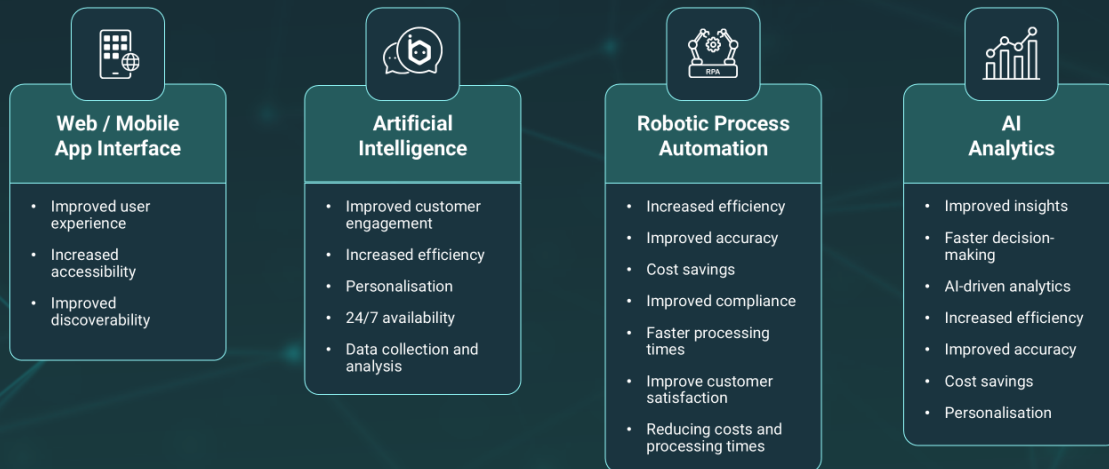 Web / Mobile
App Interface
• Improved user
experience
• Increased
accessibility
• Improved
discoverability
Artificial
Intelligence
• Improved customer
engagement
• Increased efficiency
• Personalisation
• 24/7 availability
• Data collection and
analysis
RPA
Robotic Process
Automation
• Increased efficiency
• Improved accuracy
• Cost savings
• Improved compliance
• Faster processing
times
• Improve customer
satisfaction
• Reducing costs and
processing times
AI
Analytics
• Improved insights
• Faster decision-
making
• AI-driven analytics
• Increased efficiency
• Improved accuracy
• Cost savings
• Personalisation